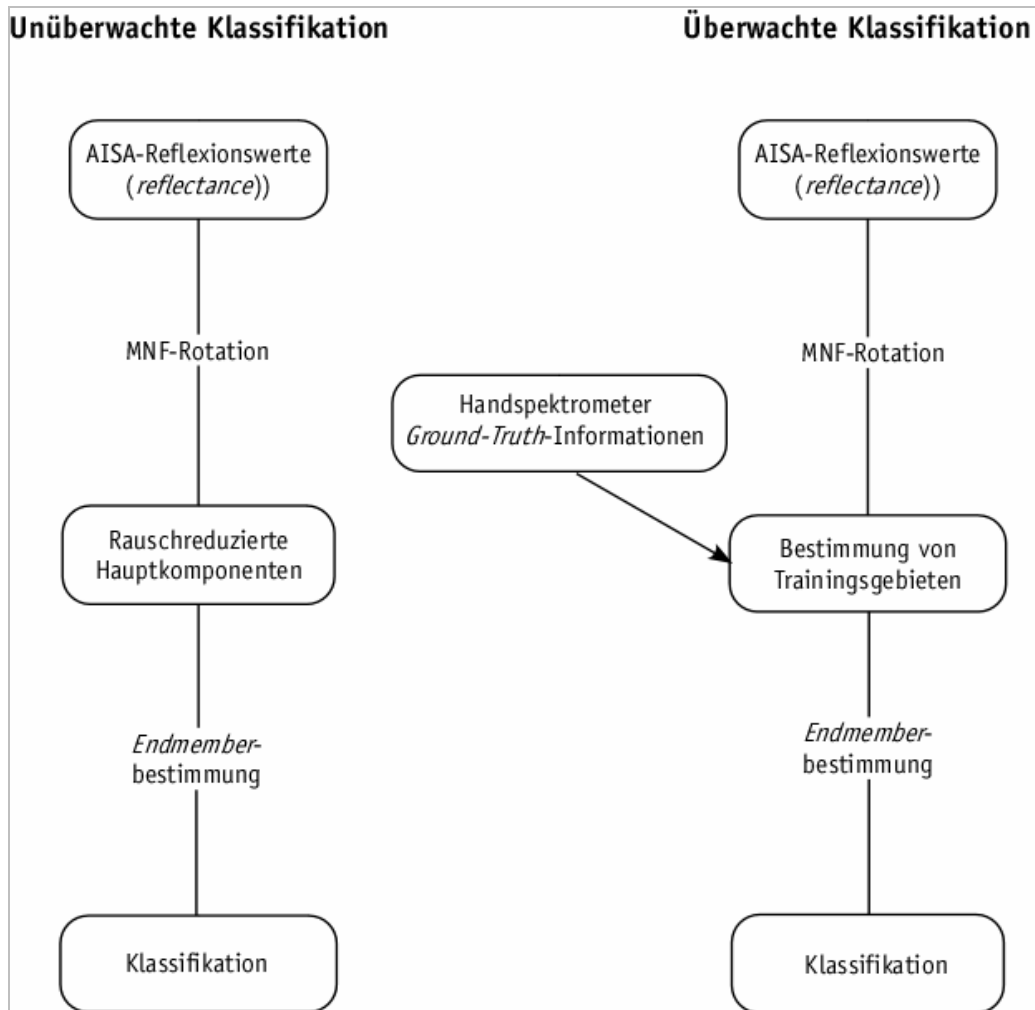 Unüberwachte Klassifikation
AISA-Reflexionswerte
(reflectance))
MNF-Rotation
Rauschreduzierte
Hauptkomponenten
Endmember-
bestimmung
Klassifikation
Handspektrometer
Ground-Truth-Informationen
Überwachte Klassifikation
AISA-Reflexionswerte
(reflectance))
MNF-Rotation
Bestimmung von
Trainingsgebieten
Endmember-
bestimmung
Klassifikation